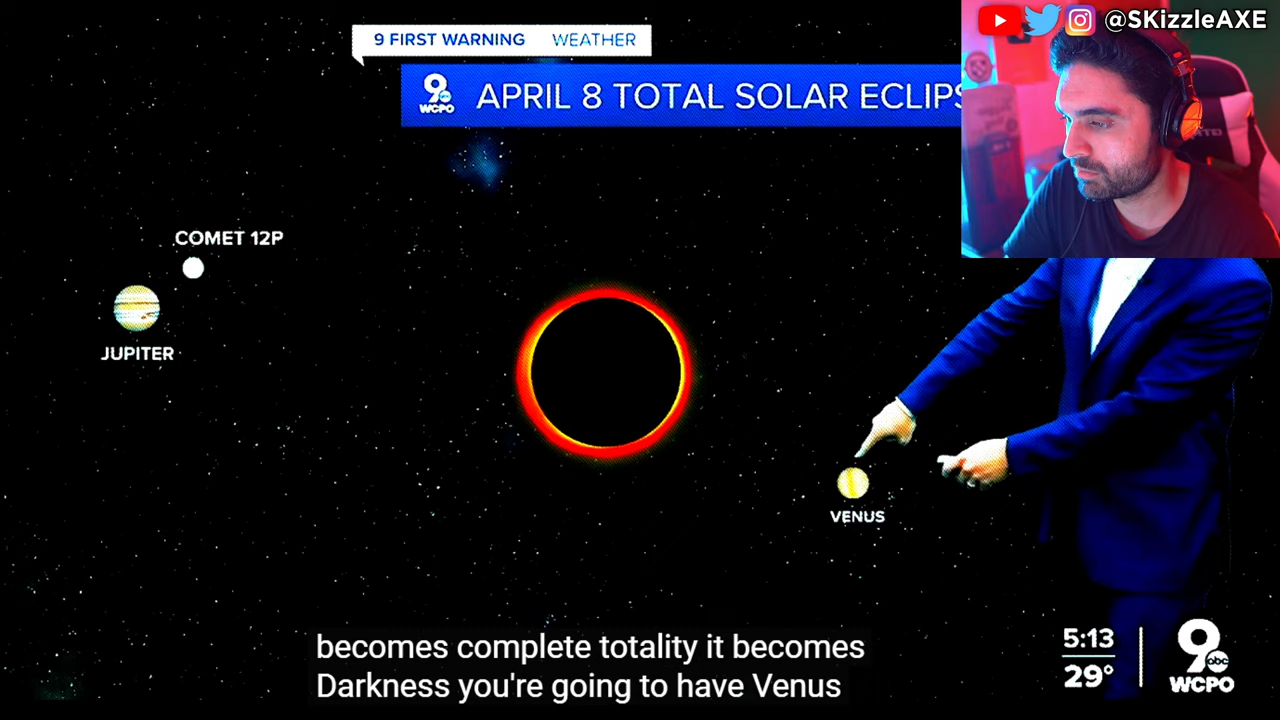 9 FIRST WARNING WEATHER
@SKizzleAXE
9 abc WCPO
APRIL 8 TOTAL SOLAR ECLIPS
COMET 12P
JUPITER
VENUS
becomes complete totality it becomes
Darkness you're going to have Venus
5:13
29°
9 abc
WCPO